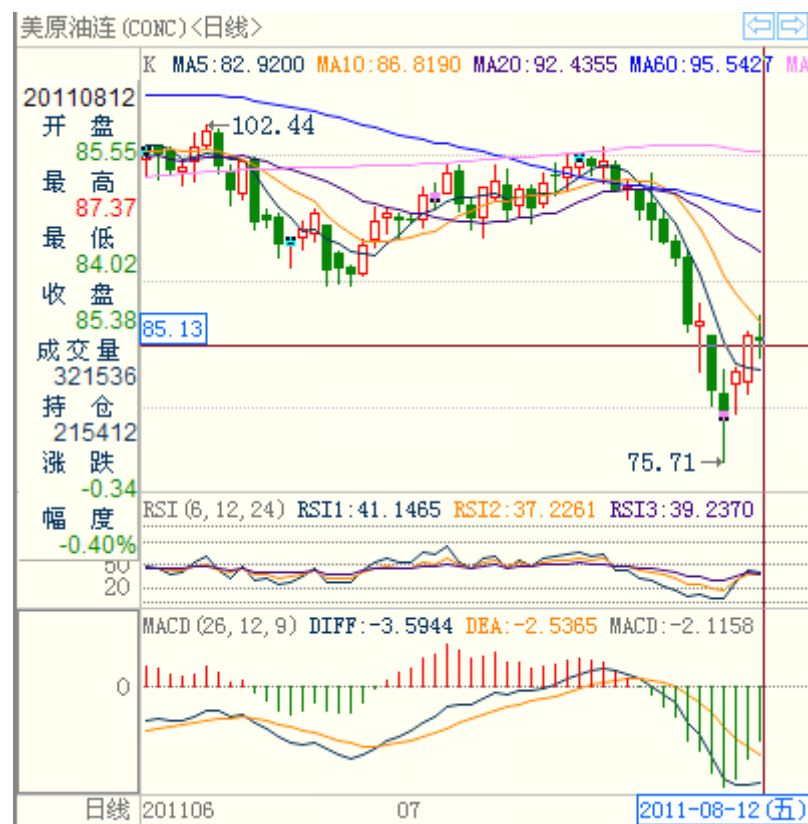 美原油连(CONC)<日线>
K MA5:82.9200 MA10:86.8190 MA20:92.4355 MA60:95.5427 MA
20110812
开 盘
85.55
最 高
87.37
最 低
84.02
收 盘
85.38
成交量
321536
持 仓
215412
涨 跌
-0.34
幅 度
-0.40%
102.44
85.13
75.71
RSI(6,12,24) RSI1:41.1465 RSI2:37.2261 RSI3:39.2370
50
20
MACD(26,12,9) DIFF:-3.5944 DEA:-2.5365 MACD:-2.1158
0
日线 201106 07 2011-08-12(五)